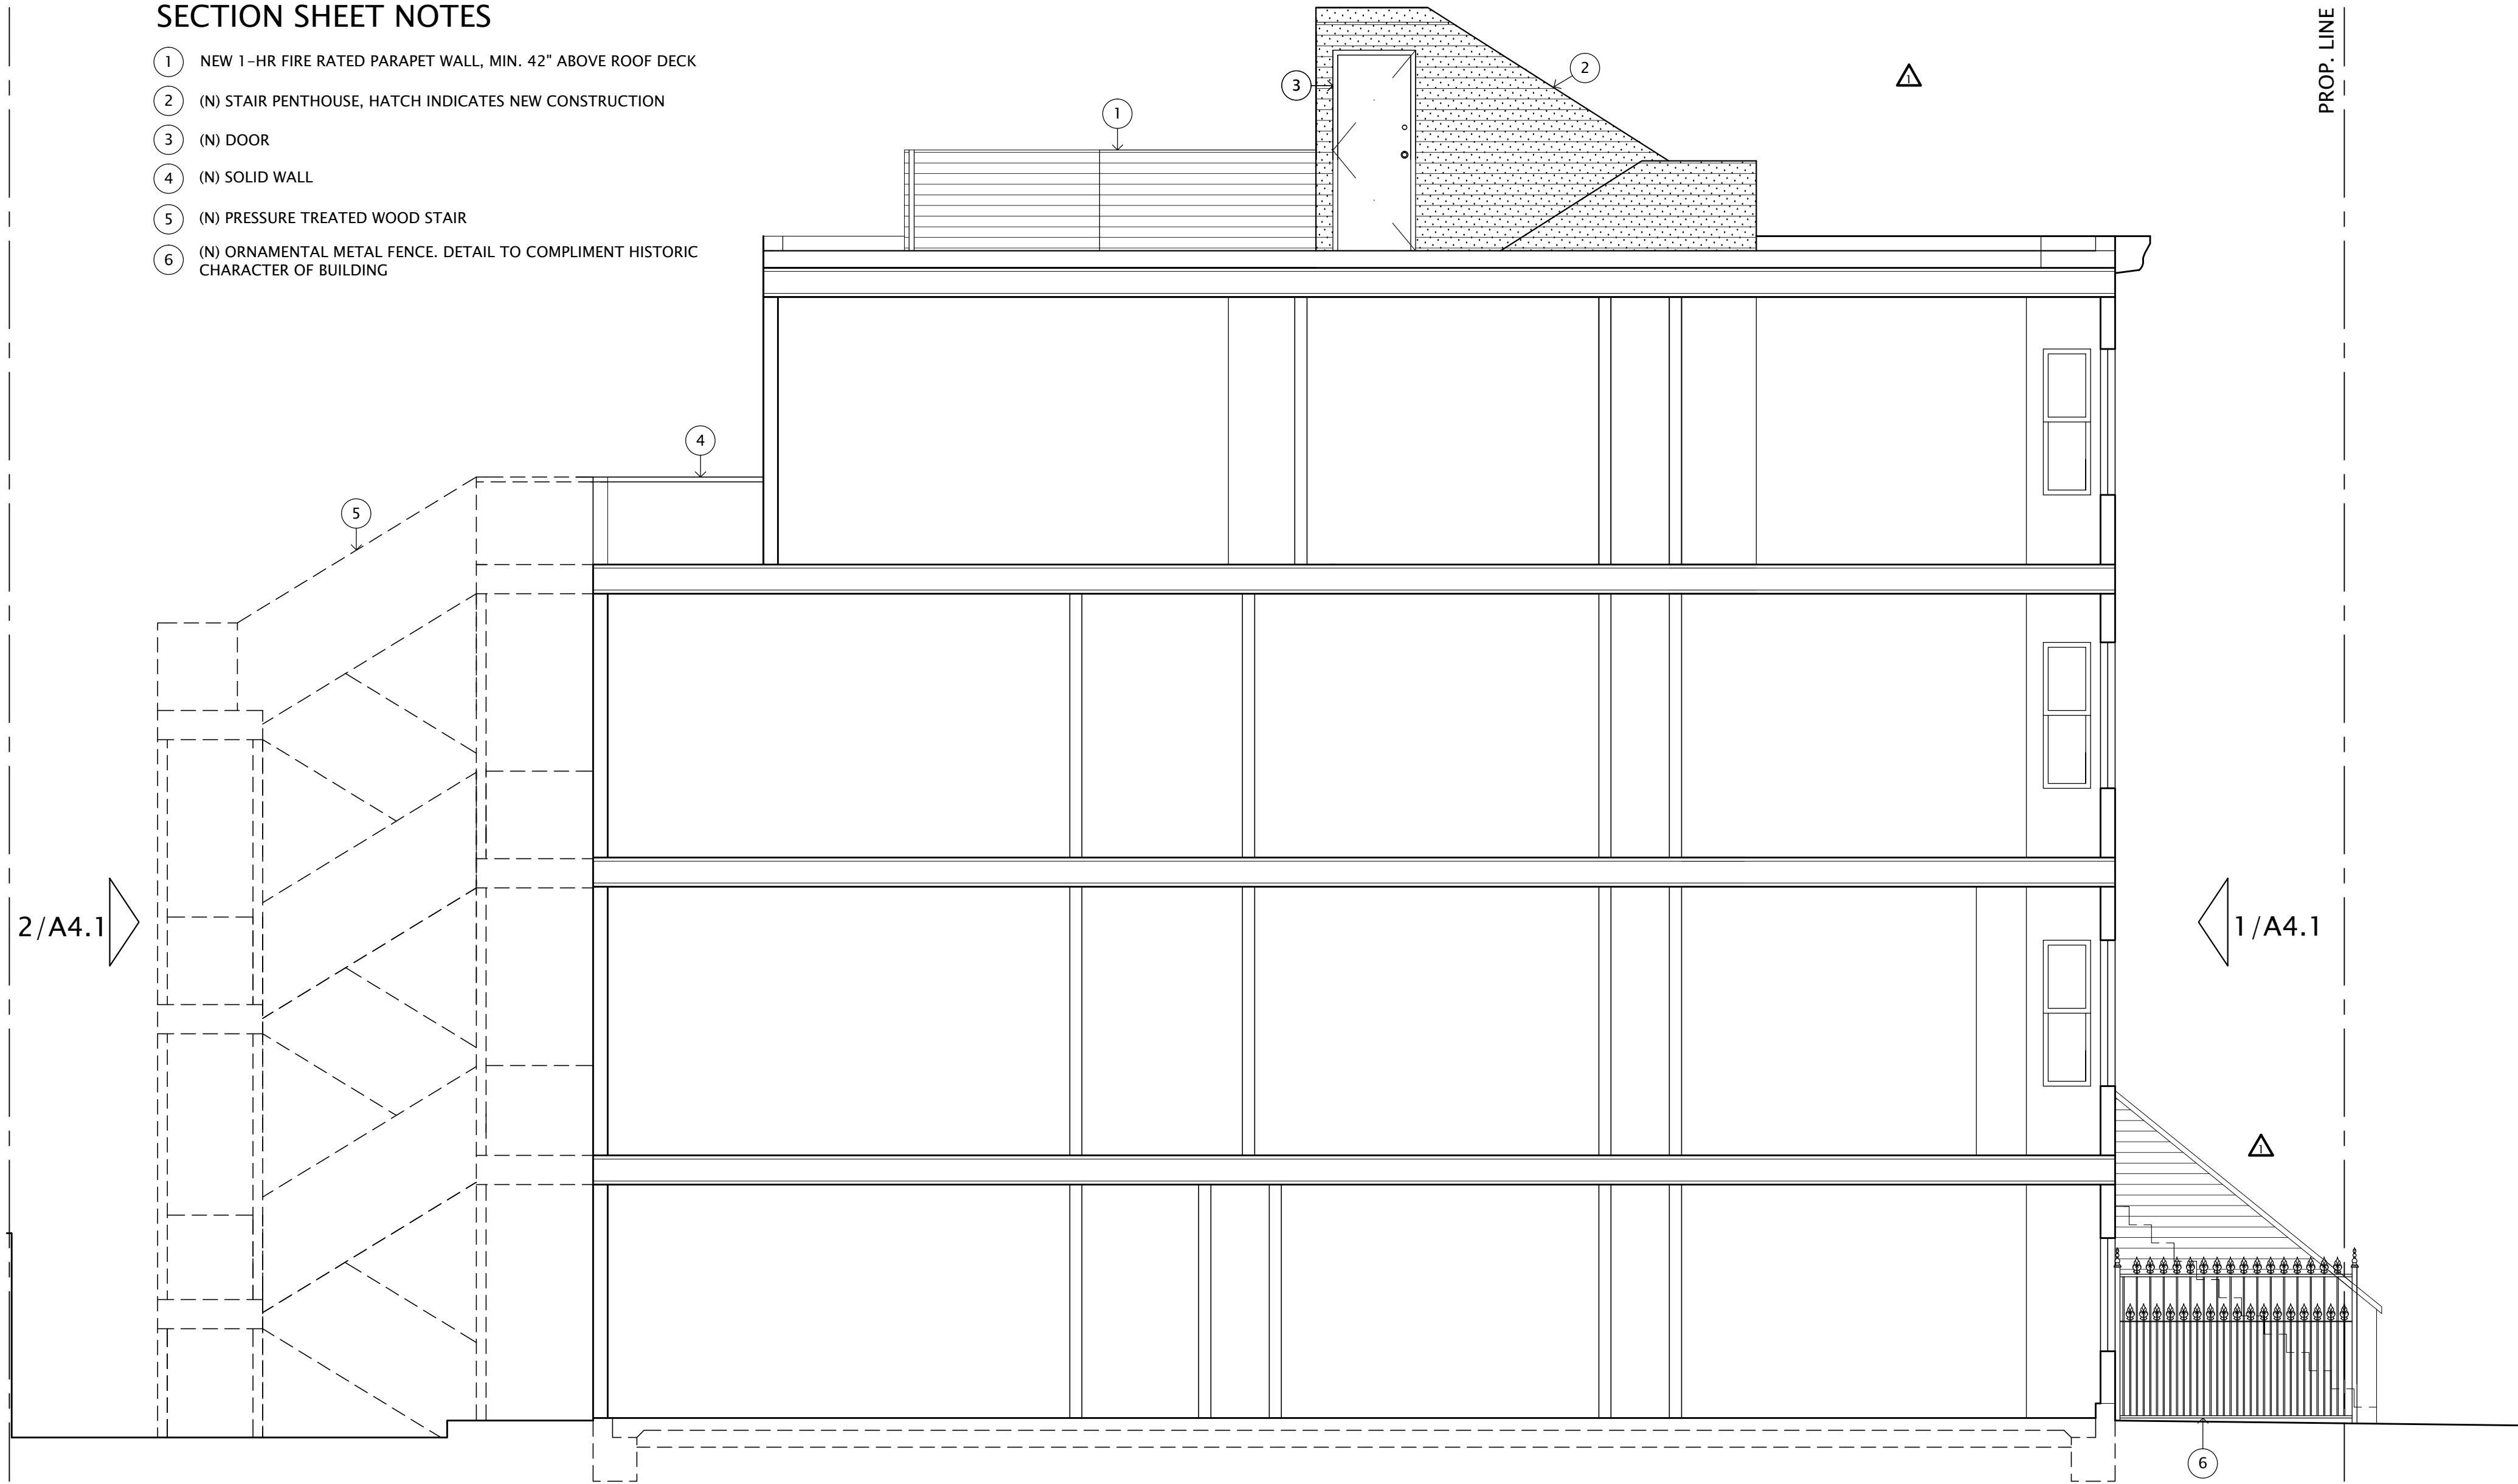 SECTION SHEET NOTES
1 NEW 1-HR FIRE RATED PARAPET WALL, MIN. 42" ABOVE ROOF DECK
2 (N) STAIR PENTHOUSE, HATCH INDICATES NEW CONSTRUCTION
3 (N) DOOR
4 (N) SOLID WALL
5 (N) PRESSURE TREATED WOOD STAIR
6 (N) ORNAMENTAL METAL FENCE. DETAIL TO COMPLIMENT HISTORIC
CHARACTER OF BUILDING
PROP. LINE
2
1
3
1
4
5
2/A4.1
1/A4.1
1
6